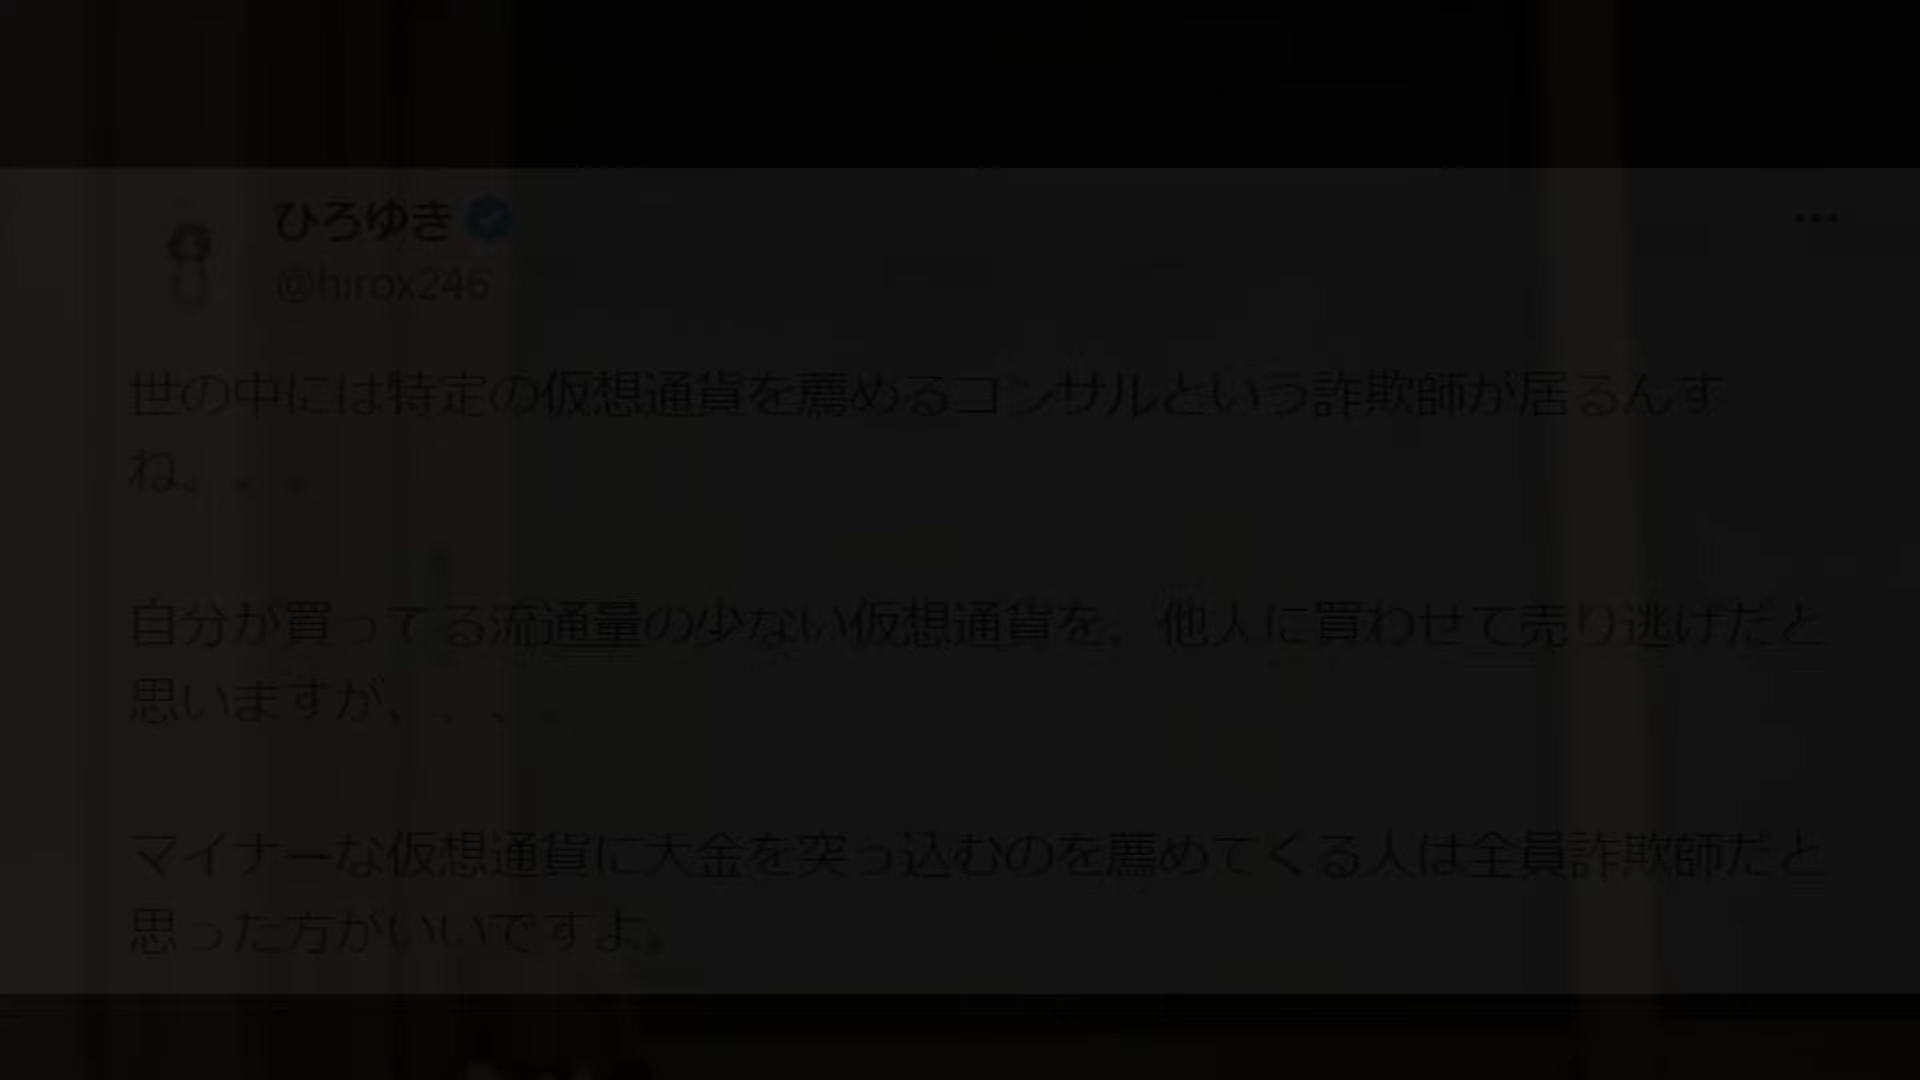 ひろゆき
@hirox246
世の中には特定の仮想通貨を薦めるコンサルという詐欺師が居るんす
ね。。。
自分が買ってる流通量の少ない仮想通貨を、他人に買わせて売り逃げだと
思いますが、、、。
マイナーな仮想通貨に大金を突っ込むのを薦めてくる人は全員詐欺師だと
思った方がいいですよ。